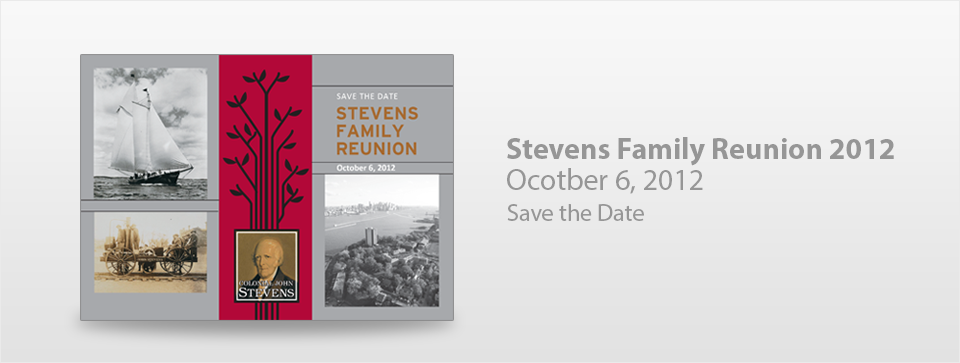 SAVE THE DATE
STEVENS
FAMILY
REUNION
October 6, 2012
COLONEL JOHN
STEVENS
Stevens Family Reunion 2012
Ocotber 6, 2012
Save the Date